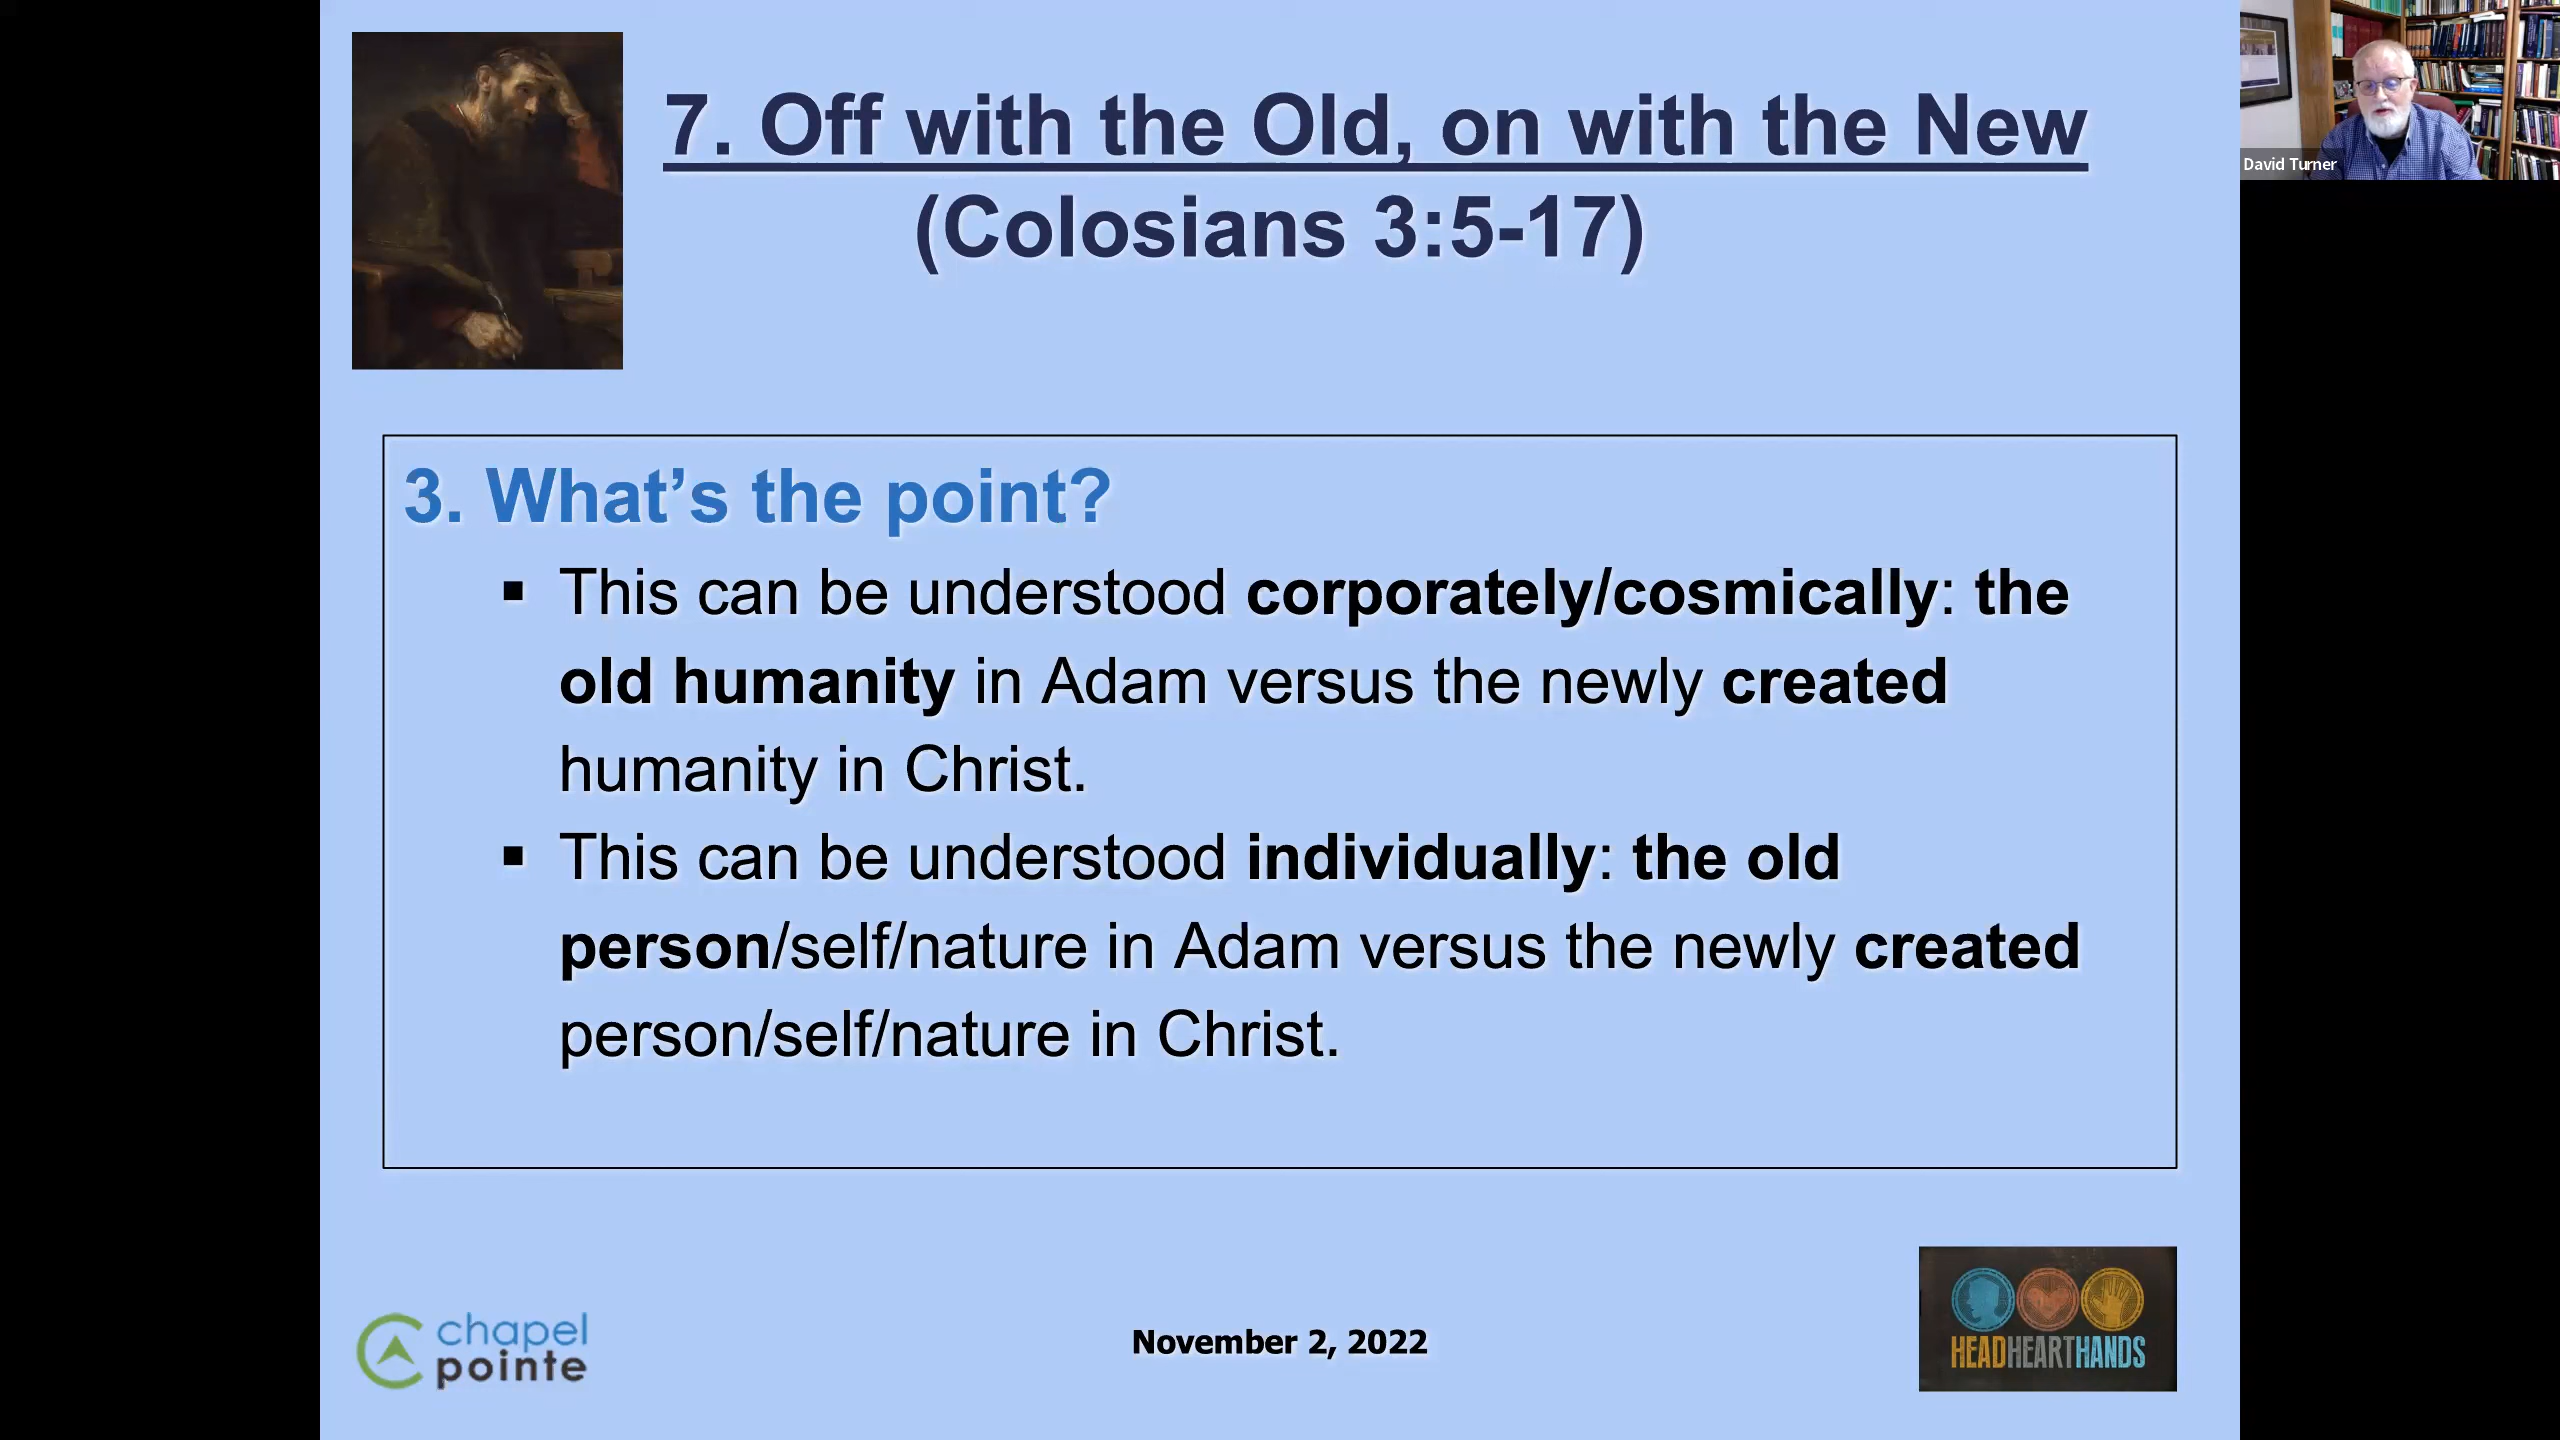 7. Off with the Old, on with the New
(Colosians 3:5-17)
David Turner
3. What’s the point?
▪ This can be understood corporately/cosmically: the
old humanity in Adam versus the newly created
humanity in Christ.
▪ This can be understood individually: the old
person/self/nature in Adam versus the newly created
person/self/nature in Christ.
chapel
pointe
November 2, 2022
HEADHEARTHANDS